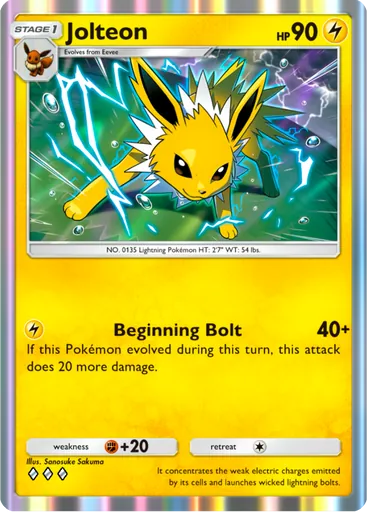 STAGE 1
Jolteon
HP 90
Evolves from Eevee
NO. 0135 Lightning Pokémon HT: 2'7" WT: 54 lbs.
Beginning Bolt 40+
If this Pokémon evolved during this turn, this attack
does 20 more damage.
weakness +20 retreat
Illus. Sanosuke Sakuma
It concentrates the weak electric charges emitted
by its cells and launches wicked lightning bolts.